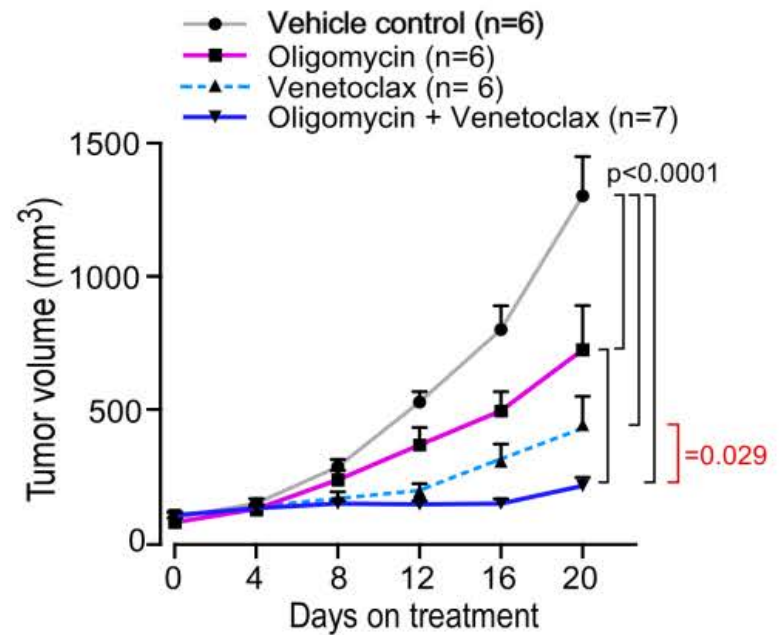 Vehicle control (n=6)
Oligomycin (n=6)
Venetoclax (n= 6)
Oligomycin + Venetoclax (n=7)
1500
p<0.0001
1000
500
=0.029
0
Tumor volume (mm³)
0 4 8 12 16 20
Days on treatment